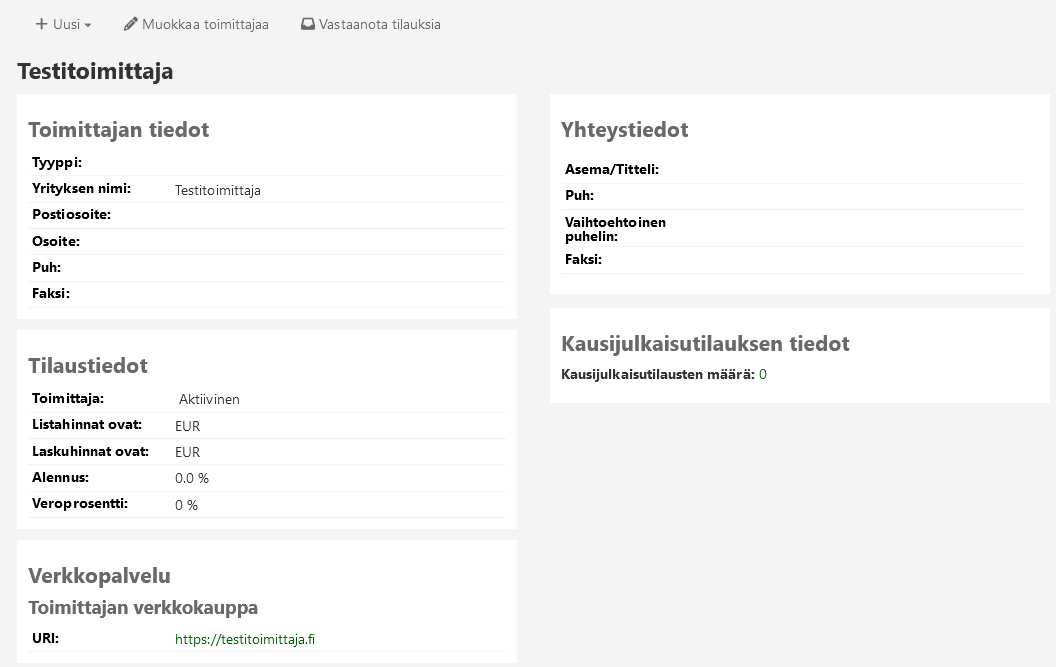 Uusi Muokkaa toimittajaa Vastaanota tilauksia
Testitoimittaja
Toimittajan tiedot
Tyyppi:
Yrityksen nimi: Testitoimittaja
Postiosoite:
Osoite:
Puh:
Faksi:
Tilaustiedot
Toimittaja: Aktiivinen
Listahinnat ovat: EUR
Laskuhinnat ovat: EUR
Alennus: 0.0 %
Veroprosentti: 0 %
Verkkopalvelu
Toimittajan verkkokauppa
URI: https://testitoimittaja.fi
Yhteystiedot
Asema/Titteli:
Puh:
Vaihtoehtoinen
puhelin:
Faksi:
Kausijulkaisutilauksen tiedot
Kausijulkaisutilausten määrä: 0